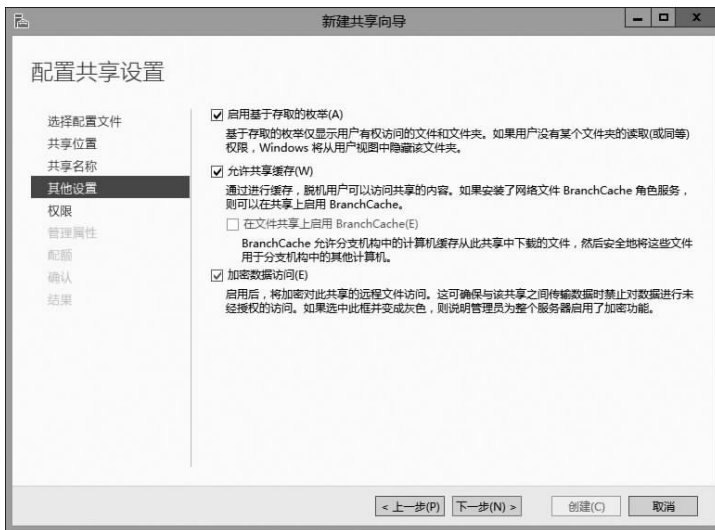 新建共享向导
配置共享设置
选择配置文件
共享位置
共享名称
其他设置
权限
管理属性
配额
确认
结果
启用基于存取的枚举(A)
基于存取的枚举仅显示用户有权访问的文件和文件夹。如果用户没有某个文件夹的读取(或同等)
权限，Windows 将从用户视图中隐藏该文件夹。
允许共享缓存(W)
通过进行缓存，脱机用户可以访问共享的内容。如果安装了网络文件 BranchCache 角色服务，
则可以在共享上启用 BranchCache。
在文件共享上启用 BranchCache(E)
BranchCache 允许分支机构中的计算机缓存从此共享中下载的文件，然后安全地将这些文件
用于分支机构中的其他计算机。
加密数据访问(E)
启用后，将加密对此共享的远程文件访问。这可确保与该共享之间传输数据时禁止对数据进行未
经授权的访问。如果选中此框并变成灰色，则说明管理员为整个服务器启用了加密功能。
< 上一步(P) 下一步(N) > 创建(C) 取消